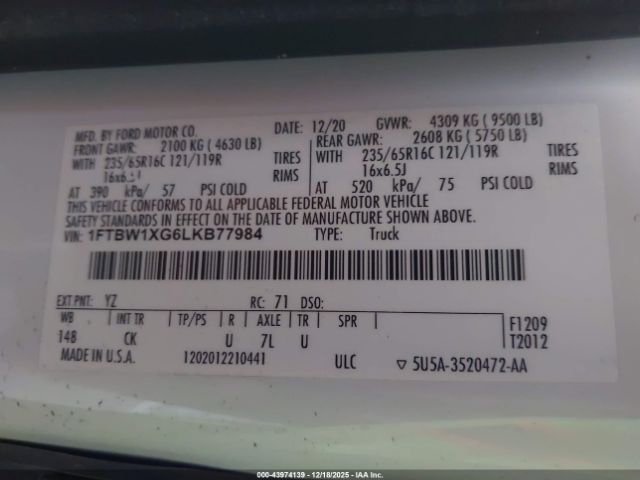 MFD. BY FORD MOTOR CO. DATE: 12/20 GVWR: 4309 KG ( 9500 LB)
FRONT GAWR: 2100 KG ( 4630 LB) REAR GAWR: 2608 KG ( 5750 LB)
WITH 235/65R16C 121/119R TIRES WITH 235/65R16C 121/119R TIRES
16x6.5J RIMS 16x6.5J RIMS
AT 390 kPa/ 57 PSI COLD AT 520 kPa/ 75 PSI COLD
THIS VEHICLE CONFORMS TO ALL APPLICABLE FEDERAL MOTOR VEHICLE
SAFETY STANDARDS IN EFFECT ON THE DATE OF MANUFACTURE SHOWN ABOVE.
VIN: 1FTBW1XG6LKB77984 TYPE: Truck
EXT PNT: YZ RC: 71 DSO:
WB INT TR TP/PS R AXLE TR SPR F1209
148 CK U 7L U T2012
MADE IN U.S.A. 1202012210441 ULC ▽ 5U5A-3520472-AA
000-43974139 - 12/18/2025 - IAA Inc.